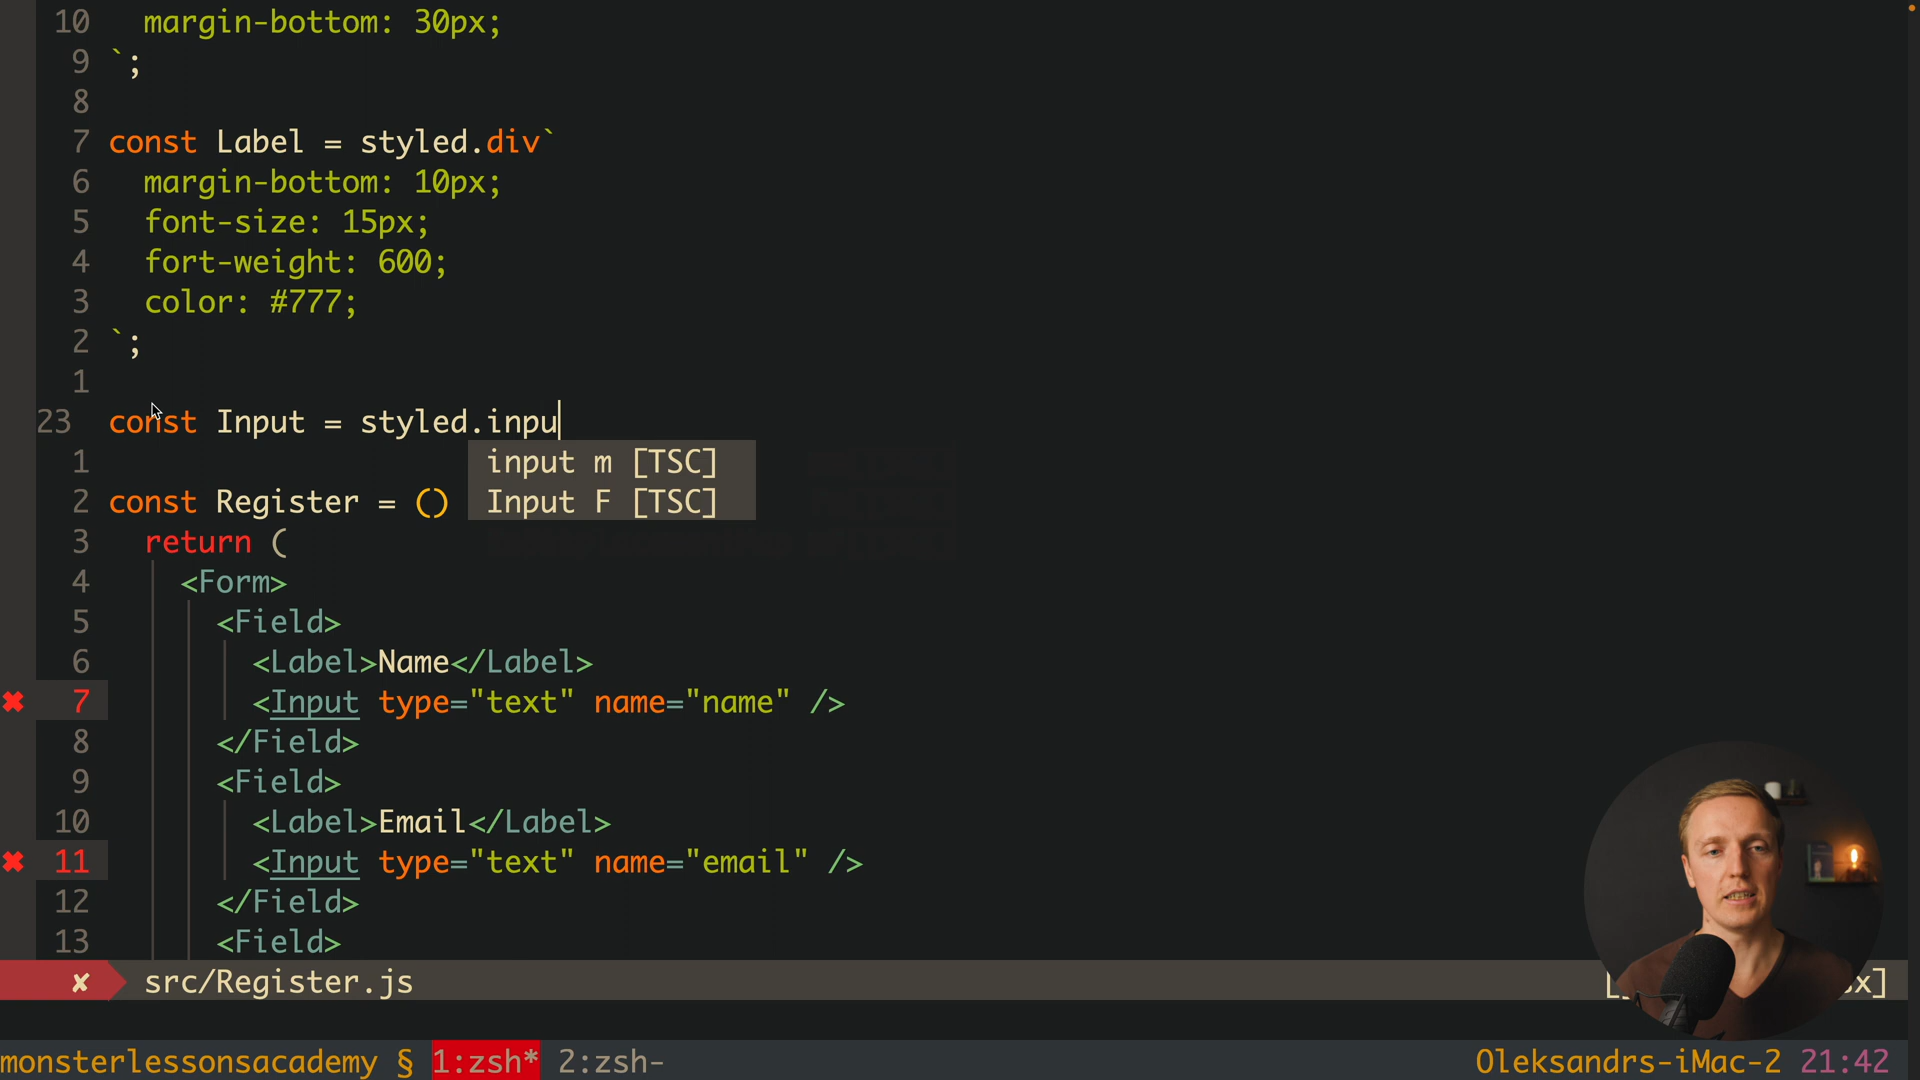 10 margin-bottom: 30px;
9 `;
8
7 const Label = styled.div`
6 margin-bottom: 10px;
5 font-size: 15px;
4 fort-weight: 600;
3 color: #777;
2 `;
1
23 const Input = styled.inpu
1 input m [TSC]
2 const Register = () Input F [TSC]
3 return (
4 <Form>
5 <Field>
6 <Label>Name</Label>
✖ 7 <Input type="text" name="name" />
8 </Field>
9 <Field>
10 <Label>Email</Label>
✖ 11 <Input type="text" name="email" />
12 </Field>
13 <Field>
✘ src/Register.js x]
monsterlessonsacademy § 1:zsh* 2:zsh- Oleksandrs-iMac-2 21:42